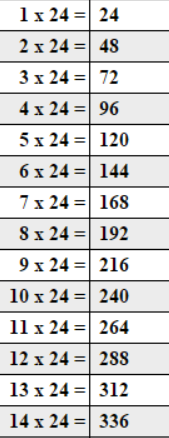 1 x 24 = 24
2 x 24 = 48
3 x 24 = 72
4 x 24 = 96
5 x 24 = 120
6 x 24 = 144
7 x 24 = 168
8 x 24 = 192
9 x 24 = 216
10 x 24 = 240
11 x 24 = 264
12 x 24 = 288
13 x 24 = 312
14 x 24 = 336